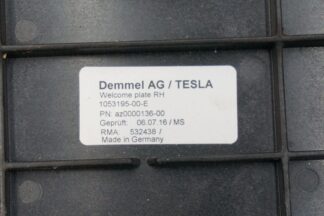 Demmel AG / TESLA
Welcome plate RH
1053195-00-E
PN: az0000136-00
Geprüft: 06.07.16 / MS
RMA: 532438 /
Made in Germany